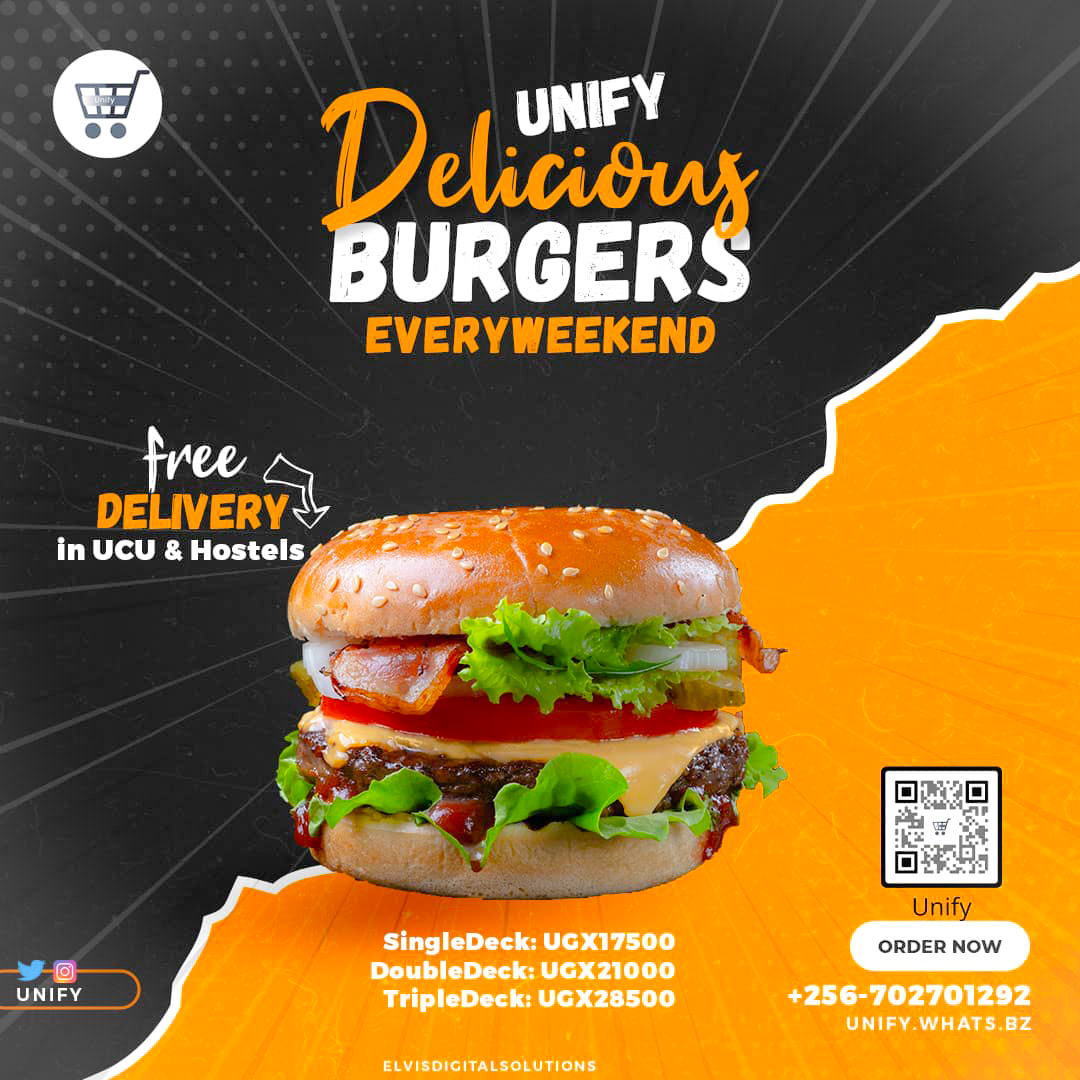 Unify
UNIFY
Delicious
BURGERS
EVERYWEEKEND
free
DELIVERY
in UCU & Hostels
SingleDeck: UGX17500
DoubleDeck: UGX21000
TripleDeck: UGX28500
Unify
ORDER NOW
+256-702701292
UNIFY.WHATS.BZ
UNIFY
ELVISDIGITALSOLUTIONS